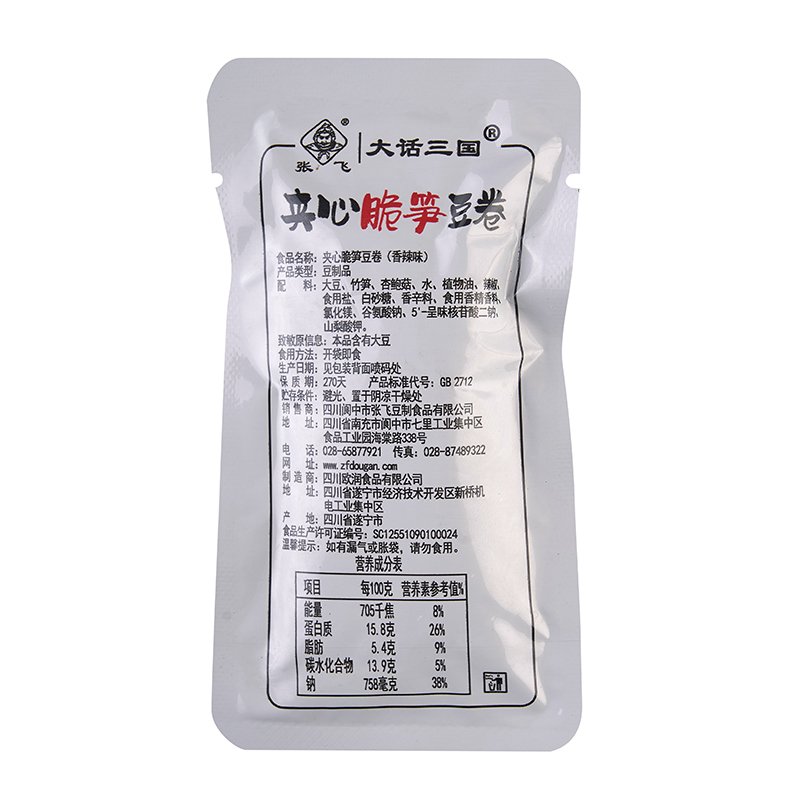 张飞® 大话三国®
夹心脆笋豆卷
食品名称：夹心脆笋豆卷（香辣味）
产品类型：豆制品
配　料：大豆、竹笋、杏鲍菇、水、植物油、辣椒、
食用盐、白砂糖、香辛料、食用香精香料、
氯化镁、谷氨酸钠、5'-呈味核苷酸二钠、
山梨酸钾。
致敏原信息：本品含有大豆
食用方法：开袋即食
生产日期：见包装背面喷码处
保质期：270天　产品标准代号：GB 2712
贮存条件：避光、置于阴凉干燥处
销售商：四川阆中市张飞豆制食品有限公司
地　址：四川省南充市阆中市七里工业集中区
食品工业园海棠路338号
电　话：028-65877921　传真：028-87489322
网　址：www.zfdougan.com
制造商：四川欧润食品有限公司
地　址：四川省遂宁市经济技术开发区新桥机
电工业集中区
产　地：四川省遂宁市
食品生产许可证编号：SC12551090100024
温馨提示：如有漏气或胀袋，请勿食用。
营养成分表
项目　每100克　营养素参考值%
能量　705千焦　8%
蛋白质　15.8克　26%
脂肪　5.4克　9%
碳水化合物　13.9克　5%
钠　758毫克　38%